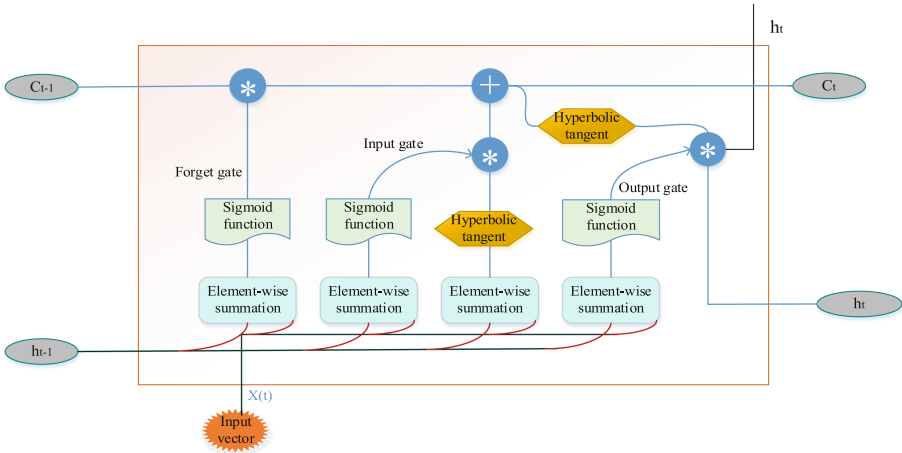 ht
Ct-1
*
+
Ct
Hyperbolic
tangent
Input gate
*
*
Forget gate
Output gate
Sigmoid
function
Sigmoid
function
Hyperbolic
tangent
Sigmoid
function
Element-wise
summation
Element-wise
summation
Element-wise
summation
Element-wise
summation
ht
ht-1
X(t)
Input
vector